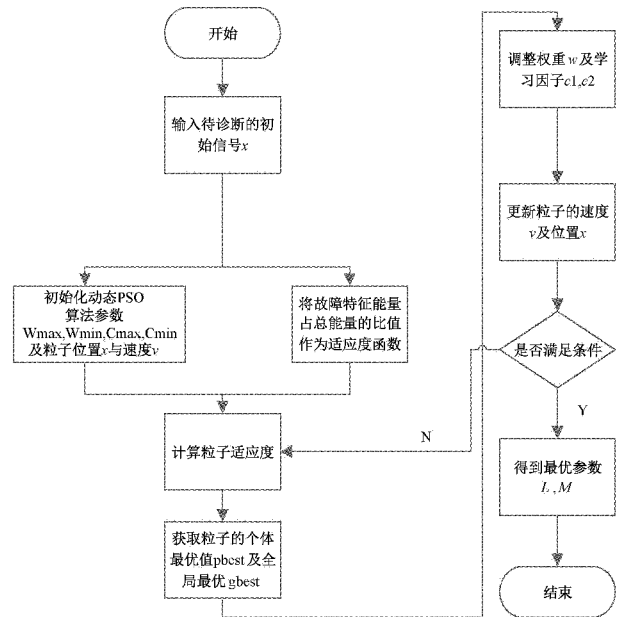 开始
输入待诊断的初
始信号x
初始化动态PSO
算法参数
Wmax,Wmin,Cmax,Cmin
及粒子位置x与速度v
将故障特征能量
占总能量的比值
作为适应度函数
计算粒子适应度
获取粒子的个体
最优值pbest及全
局最优gbest
调整权重w及学
习因子c1,c2
更新粒子的速度
v及位置x
是否满足条件
N
Y
得到最优参数
L,M
结束